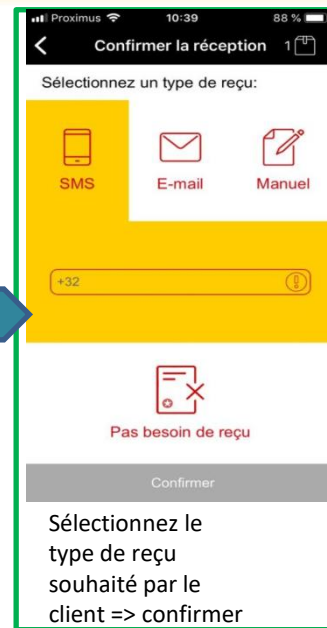 Proximus 10:39 88 %
Confirmer la réception 1
Sélectionnez un type de reçu:
SMS E-mail Manuel
+32
Pas besoin de reçu
Confirmer
Sélectionnez le
type de reçu
souhaité par le
client => confirmer